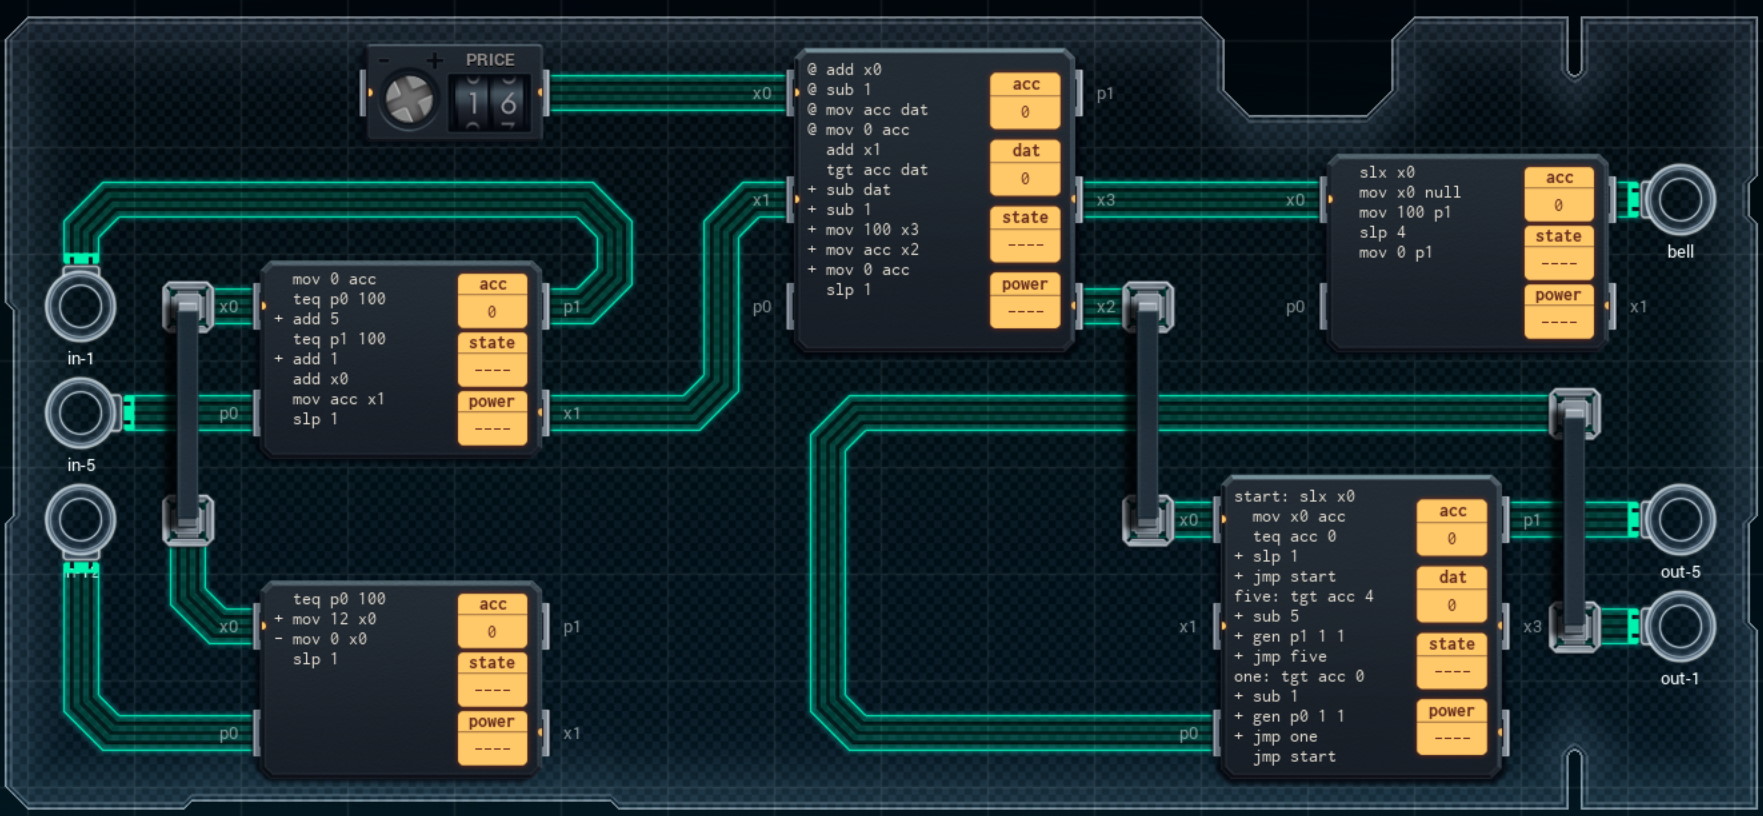 PRICE
- +
1 6
x0
@ add x0
@ sub 1
@ mov acc dat
@ mov 0 acc
add x1
tgt acc dat
+ sub dat
+ sub 1
+ mov 100 x3
+ mov acc x2
+ mov 0 acc
slp 1
acc
0
dat
0
state
----
power
----
p1
x1
x3
p0
x2
x0
slx x0
mov x0 null
mov 100 p1
slp 4
mov 0 p1
acc
0
state
----
power
----
p0
x1
bell
in-1
x0
mov 0 acc
teq p0 100
+ add 5
teq p1 100
+ add 1
add x0
mov acc x1
slp 1
acc
0
state
----
power
----
p1
p0
x1
in-5
x0
teq p0 100
+ mov 12 x0
- mov 0 x0
slp 1
acc
0
state
----
power
----
p1
p0
x1
x0
start: slx x0
mov x0 acc
teq acc 0
+ slp 1
+ jmp start
five: tgt acc 4
+ sub 5
+ gen p1 1 1
+ jmp five
one: tgt acc 0
+ sub 1
+ gen p0 1 1
+ jmp one
jmp start
acc
0
dat
0
state
----
power
----
p1
x1
x3
p0
out-5
out-1